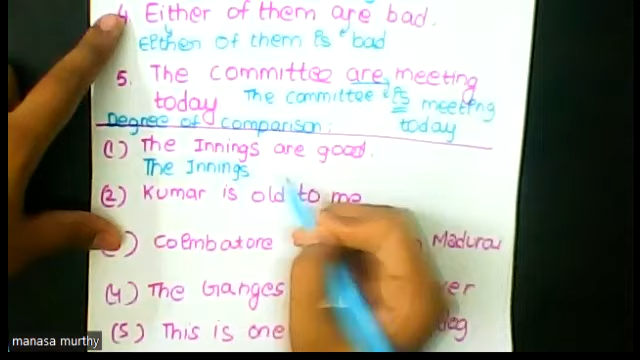 4 Either of them are bad.
Either of them is bad
5. The committee are meeting
today The committee is meeting
today
Degree of comparison:
(1) The Innings are good.
The Innings
(2) Kumar is old to me
Coimbatore Madurai
(4) The Ganges
(5) This is one
manasa murthy